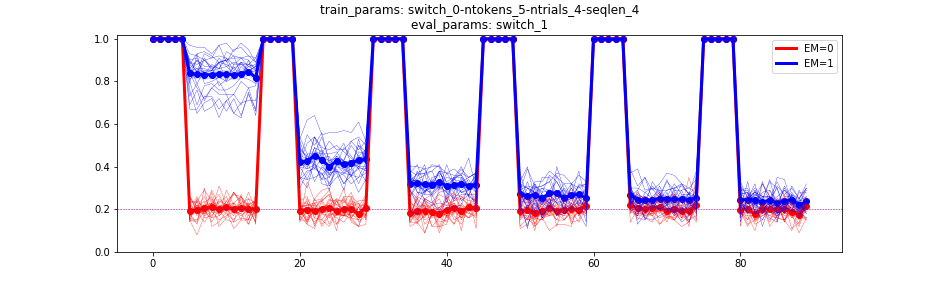 train_params: switch_0-ntokens_5-ntrials_4-seqlen_4
eval_params: switch_1
1.0
0.8
0.6
0.4
0.2
0.0
0
20
40
60
80
EM=0
EM=1